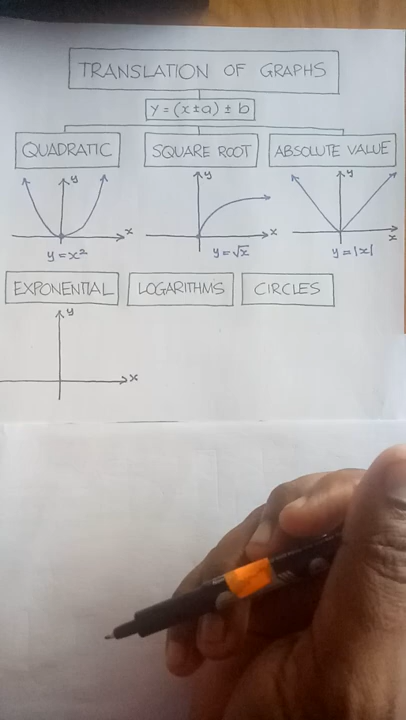 TRANSLATION OF GRAPHS
y = (x ± a) ± b
QUADRATIC
SQUARE ROOT
ABSOLUTE VALUE
y
x
y = x²
y
x
y = √x
y
x
y = |x|
EXPONENTIAL
LOGARITHMS
CIRCLES
y
x